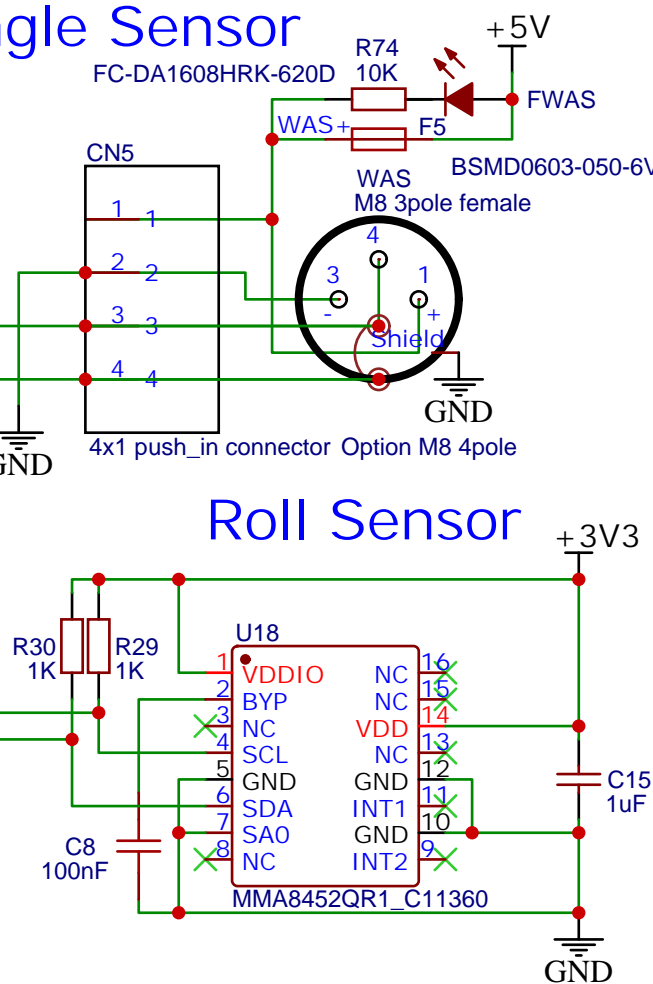 gle Sensor
+5V
R74
FC-DA1608HRK-620D
10K
FWAS
WAS+
F5
CN5
BSMD0603-050-6V
WAS
M8 3pole female
1
1
4
2
2
3
1
3
3
-
+
Shield
4
4
GND
4x1 push_in connector
Option M8 4pole
GND
Roll Sensor
+3V3
R30
1K
R29
1K
U18
1
VDDIO
NC
16
2
BYP
NC
15
3
NC
VDD
14
4
SCL
NC
13
5
GND
GND
12
6
SDA
INT1
11
7
SA0
GND
10
8
NC
INT2
9
C15
1uF
C8
100nF
MMA8452QR1_C11360
GND